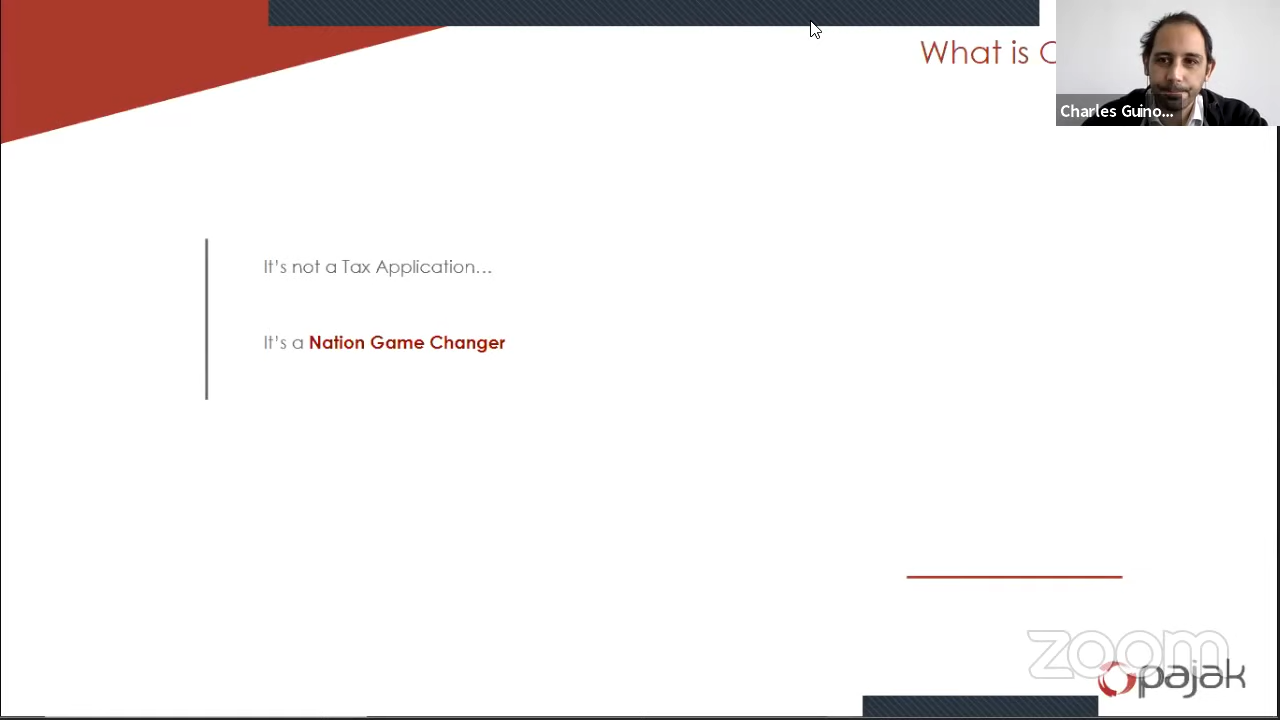 What is
Charles Guino...
It's not a Tax Application...
It's a Nation Game Changer
zoom
pajak